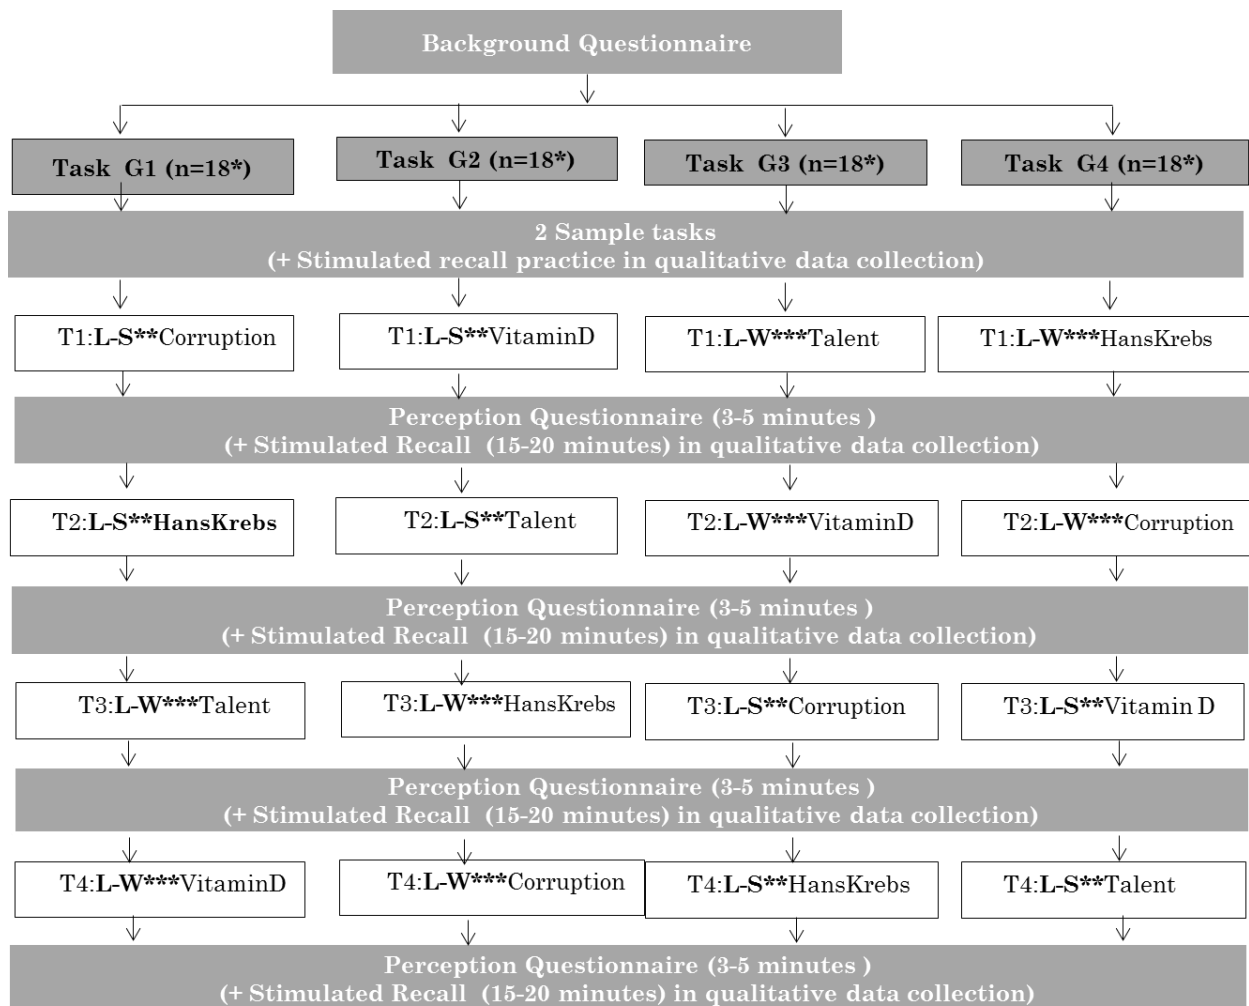 Background Questionnaire
Task G1 (n=18*)
Task G2 (n=18*)
Task G3 (n=18*)
Task G4 (n=18*)
2 Sample tasks
(+ Stimulated recall practice in qualitative data collection)
T1:L-S**Corruption
T1:L-S**VitaminD
T1:L-W***Talent
T1:L-W***HansKrebs
Perception Questionnaire (3-5 minutes )
(+ Stimulated Recall (15-20 minutes) in qualitative data collection)
T2:L-S**HansKrebs
T2:L-S**Talent
T2:L-W***VitaminD
T2:L-W***Corruption
Perception Questionnaire (3-5 minutes )
(+ Stimulated Recall (15-20 minutes) in qualitative data collection)
T3:L-W***Talent
T3:L-W***HansKrebs
T3:L-S**Corruption
T3:L-S**Vitamin D
Perception Questionnaire (3-5 minutes )
(+ Stimulated Recall (15-20 minutes) in qualitative data collection)
T4:L-W***VitaminD
T4:L-W***Corruption
T4:L-S**HansKrebs
T4:L-S**Talent
Perception Questionnaire (3-5 minutes )
(+ Stimulated Recall (15-20 minutes) in qualitative data collection)